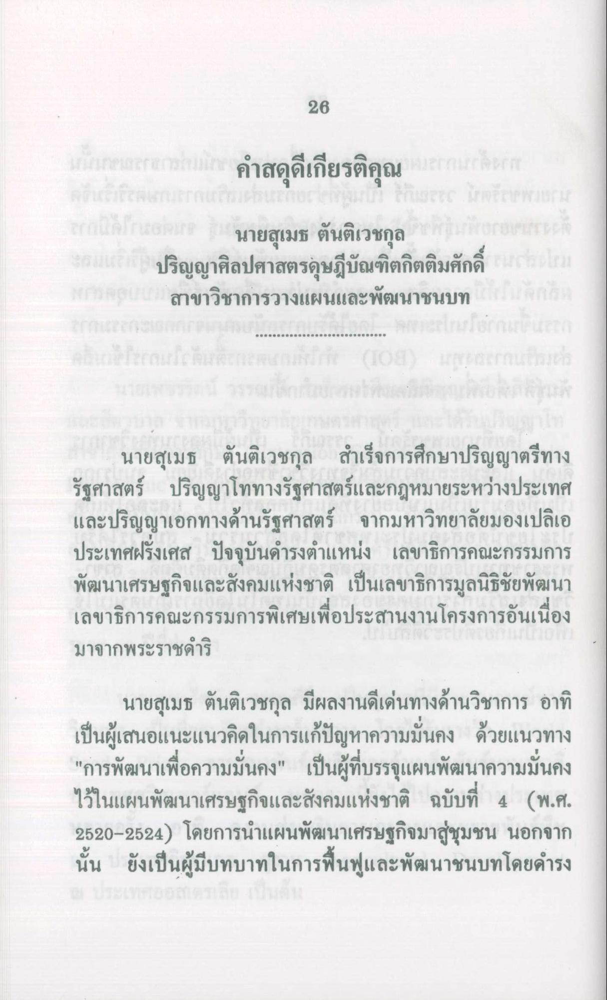 26
คำสดุดีเกียรติคุณ
นายสุเมธ ตันติเวชกุล
ปริญญาศิลปศาสตรดุษฎีบัณฑิตกิตติมศักดิ์
สาขาวิชาการวางแผนและพัฒนาชนบท
...............................
นายสุเมธ ตันติเวชกุล สำเร็จการศึกษาปริญญาตรีทาง
รัฐศาสตร์ ปริญญาโททางรัฐศาสตร์และกฎหมายระหว่างประเทศ
และปริญญาเอกทางด้านรัฐศาสตร์ จากมหาวิทยาลัยมองเปลิเอ
ประเทศฝรั่งเศส ปัจจุบันดำรงตำแหน่ง เลขาธิการคณะกรรมการ
พัฒนาเศรษฐกิจและสังคมแห่งชาติ เป็นเลขาธิการมูลนิธิชัยพัฒนา
เลขาธิการคณะกรรมการพิเศษเพื่อประสานงานโครงการอันเนื่อง
มาจากพระราชดำริ
นายสุเมธ ตันติเวชกุล มีผลงานดีเด่นทางด้านวิชาการ อาทิ
เป็นผู้เสนอแนะแนวคิดในการแก้ปัญหาความมั่นคง ด้วยแนวทาง
"การพัฒนาเพื่อความมั่นคง" เป็นผู้ที่บรรจุแผนพัฒนาความมั่นคง
ไว้ในแผนพัฒนาเศรษฐกิจและสังคมแห่งชาติ ฉบับที่ 4 (พ.ศ.
2520-2524) โดยการนำแผนพัฒนาเศรษฐกิจมาสู่ชุมชน นอกจาก
นั้น ยังเป็นผู้มีบทบาทในการฟื้นฟูและพัฒนาชนบทโดยดำรง